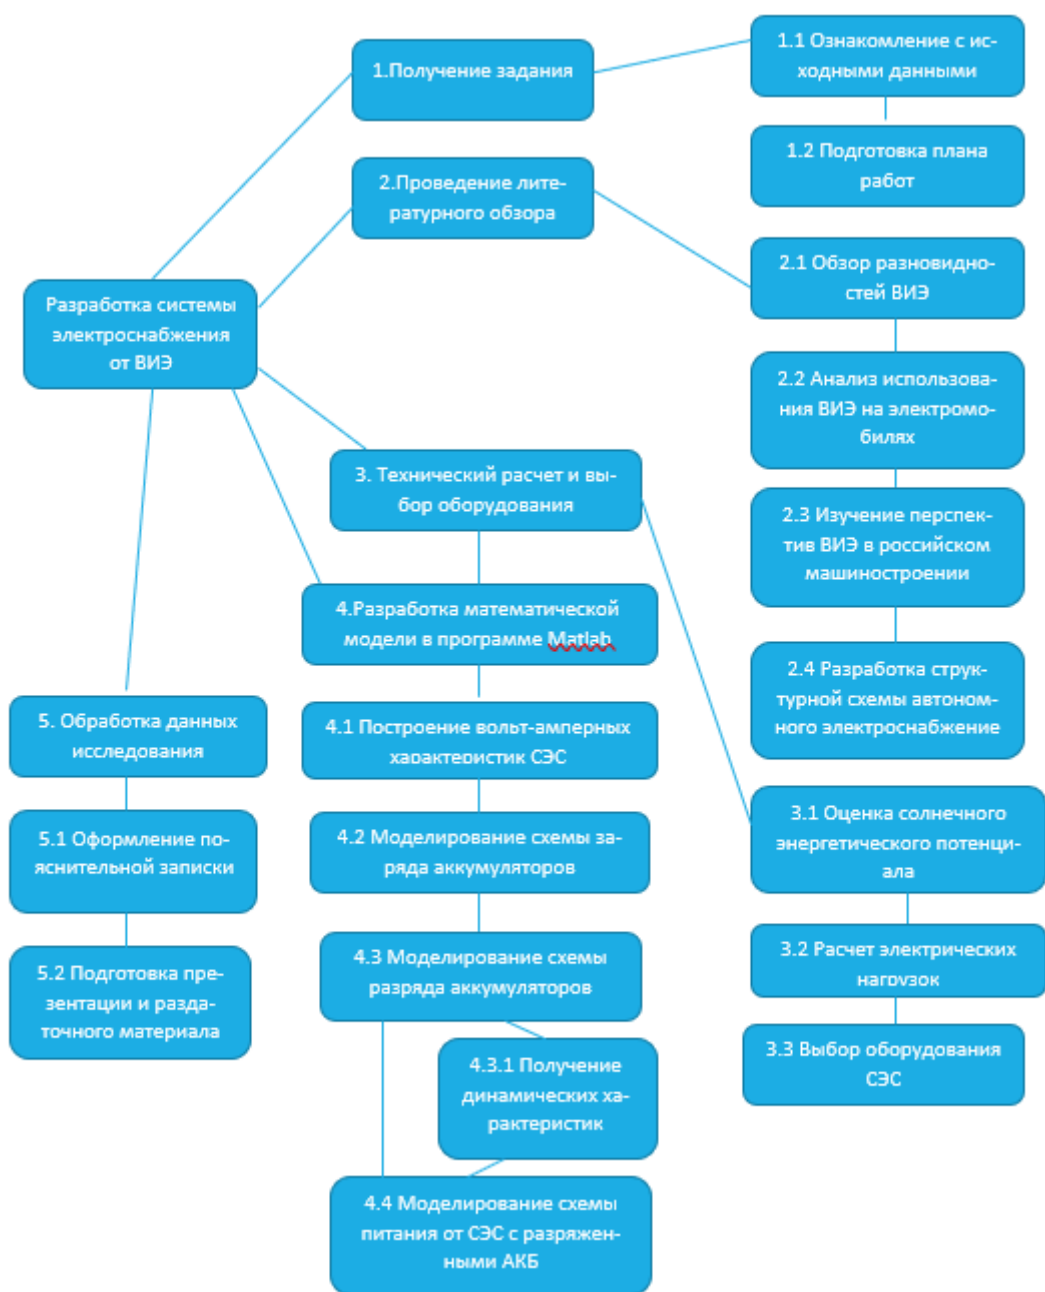 Разработка системы
электроснабжения
от ВИЭ
1.Получение задания
1.1 Ознакомление с ис-
ходными данными
1.2 Подготовка плана
работ
2.Проведение лите-
ратурного обзора
2.1 Обзор разновидно-
стей ВИЭ
2.2 Анализ использова-
ния ВИЭ на электромо-
билях
2.3 Изучение перспек-
тив ВИЭ в российском
машиностроении
2.4 Разработка струк-
турной схемы автоном-
ного электроснабжение
3. Технический расчет и вы-
бор оборудования
3.1 Оценка солнечного
энергетического потенци-
ала
3.2 Расчет электрических
нагрузок
3.3 Выбор оборудования
СЭС
4.Разработка математической
модели в программе Matlab
4.1 Построение вольт-амперных
характеристик СЭС
4.2 Моделирование схемы за-
ряда аккумуляторов
4.3 Моделирование схемы
разряда аккумуляторов
4.3.1 Получение
динамических ха-
рактеристик
4.4 Моделирование схемы
питания от СЭС с разряжен-
ными АКБ
5. Обработка данных
исследования
5.1 Оформление по-
яснительной записки
5.2 Подготовка пре-
зентации и разда-
точного материала